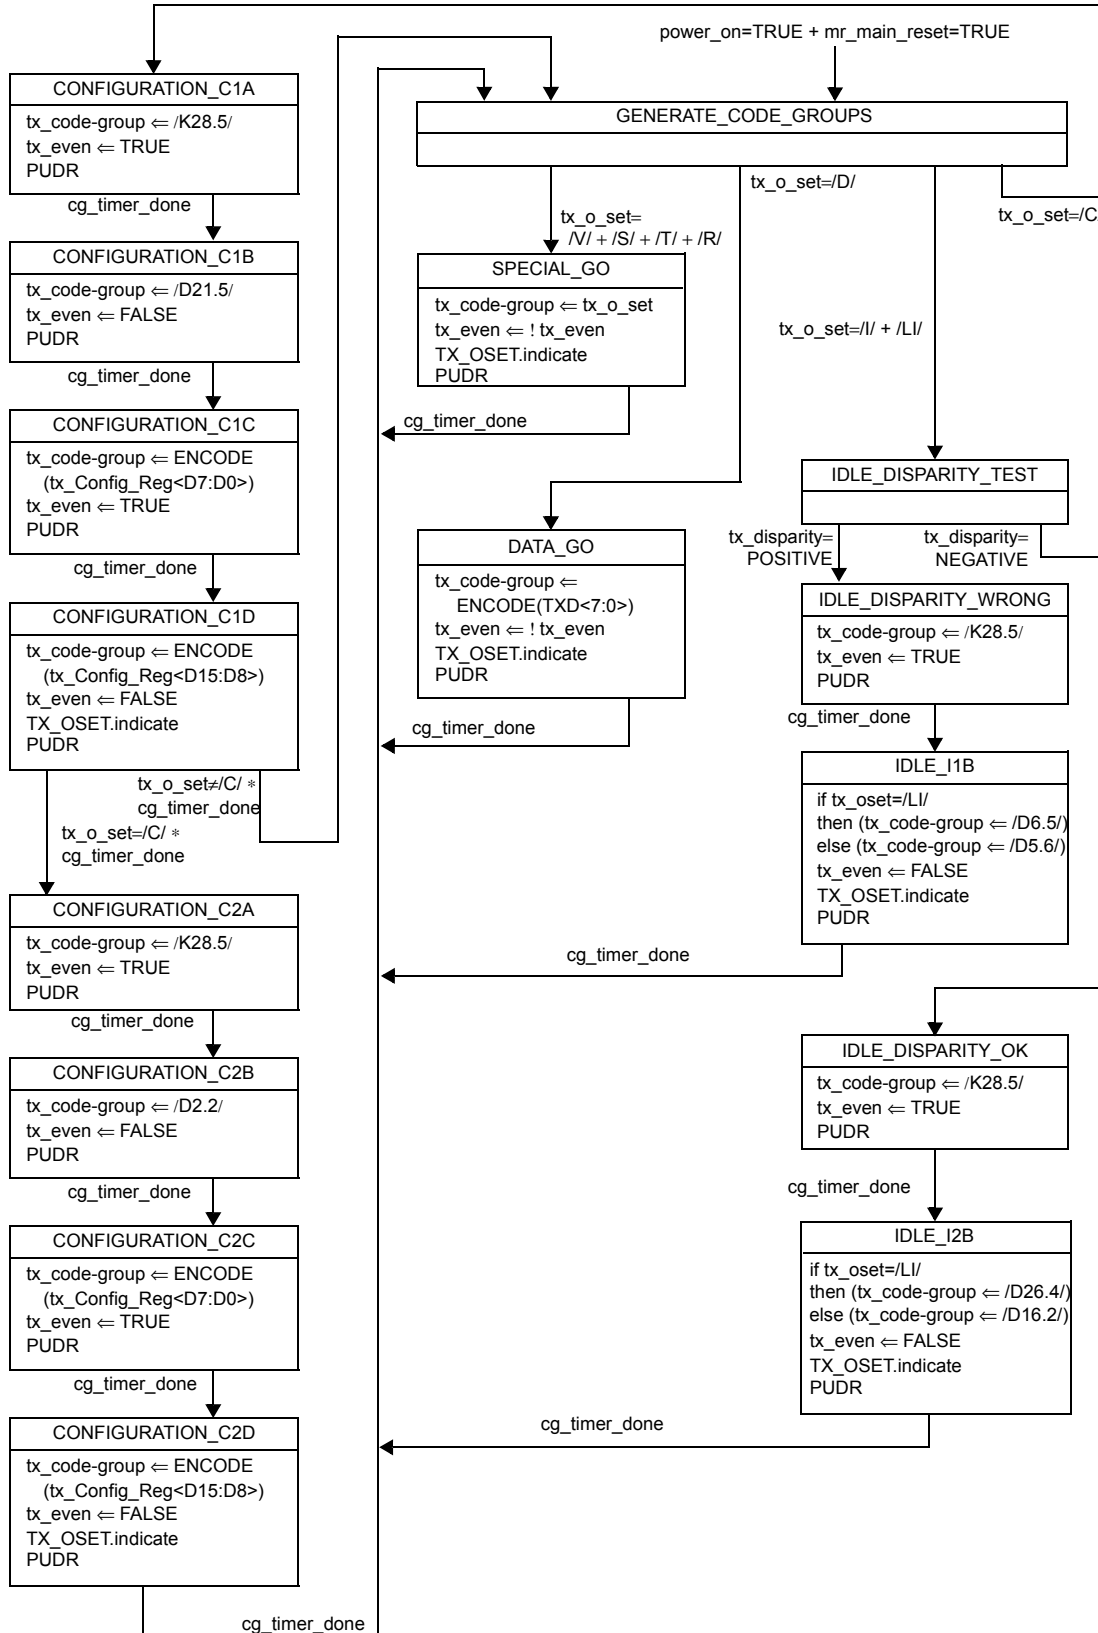 power_on=TRUE + mr_main_reset=TRUE
CONFIGURATION_C1A
tx_code-group ⇐ /K28.5/
tx_even ⇐ TRUE
PUDR
cg_timer_done
CONFIGURATION_C1B
tx_code-group ⇐ /D21.5/
tx_even ⇐ FALSE
PUDR
cg_timer_done
CONFIGURATION_C1C
tx_code-group ⇐ ENCODE
(tx_Config_Reg<D7:D0>)
tx_even ⇐ TRUE
PUDR
cg_timer_done
CONFIGURATION_C1D
tx_code-group ⇐ ENCODE
(tx_Config_Reg<D15:D8>)
tx_even ⇐ FALSE
TX_OSET.indicate
PUDR
tx_o_set≠/C/ *
cg_timer_done
tx_o_set=/C/ *
cg_timer_done
CONFIGURATION_C2A
tx_code-group ⇐ /K28.5/
tx_even ⇐ TRUE
PUDR
cg_timer_done
CONFIGURATION_C2B
tx_code-group ⇐ /D2.2/
tx_even ⇐ FALSE
PUDR
cg_timer_done
CONFIGURATION_C2C
tx_code-group ⇐ ENCODE
(tx_Config_Reg<D7:D0>)
tx_even ⇐ TRUE
PUDR
cg_timer_done
CONFIGURATION_C2D
tx_code-group ⇐ ENCODE
(tx_Config_Reg<D15:D8>)
tx_even ⇐ FALSE
TX_OSET.indicate
PUDR
cg_timer_done
GENERATE_CODE_GROUPS
tx_o_set=
/V/ + /S/ + /T/ + /R/
tx_o_set=/D/
tx_o_set=/C
tx_o_set=/I/ + /LI/
SPECIAL_GO
tx_code-group ⇐ tx_o_set
tx_even ⇐ ! tx_even
TX_OSET.indicate
PUDR
cg_timer_done
DATA_GO
tx_code-group ⇐
ENCODE(TXD<7:0>)
tx_even ⇐ ! tx_even
TX_OSET.indicate
PUDR
cg_timer_done
IDLE_DISPARITY_TEST
tx_disparity=
POSITIVE
tx_disparity=
NEGATIVE
IDLE_DISPARITY_WRONG
tx_code-group ⇐ /K28.5/
tx_even ⇐ TRUE
PUDR
cg_timer_done
IDLE_I1B
if tx_oset=/LI/
then (tx_code-group ⇐ /D6.5/)
else (tx_code-group ⇐ /D5.6/)
tx_even ⇐ FALSE
TX_OSET.indicate
PUDR
cg_timer_done
IDLE_DISPARITY_OK
tx_code-group ⇐ /K28.5/
tx_even ⇐ TRUE
PUDR
cg_timer_done
IDLE_I2B
if tx_oset=/LI/
then (tx_code-group ⇐ /D26.4/)
else (tx_code-group ⇐ /D16.2/)
tx_even ⇐ FALSE
TX_OSET.indicate
PUDR
cg_timer_done